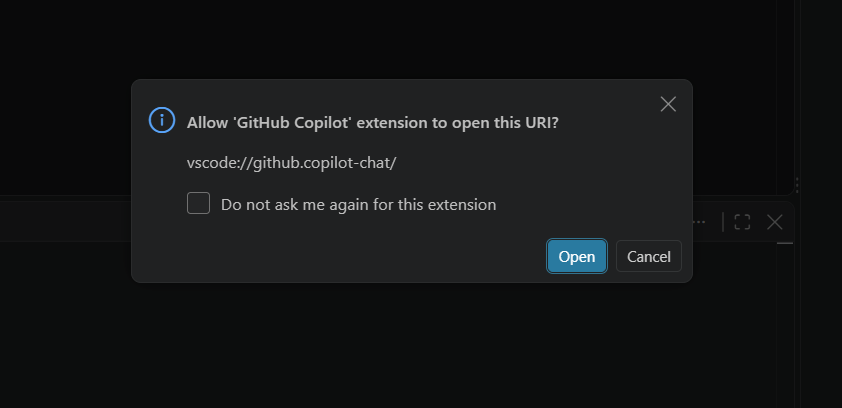 Allow 'GitHub Copilot' extension to open this URI?
vscode://github.copilot-chat/
Do not ask me again for this extension
Open Cancel